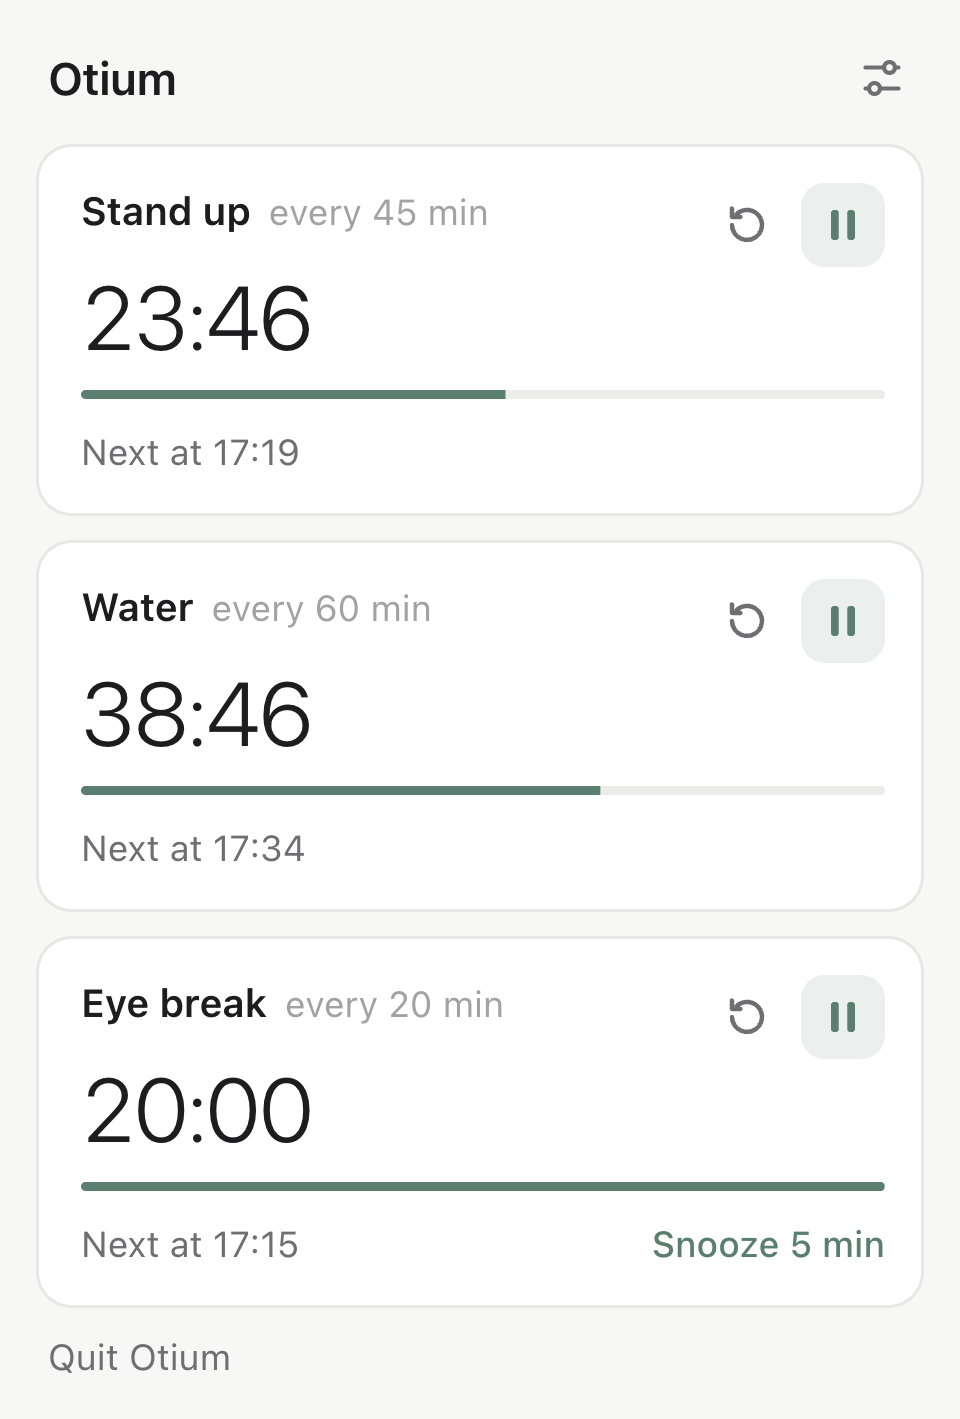 Otium
Stand up every 45 min
23:46
Next at 17:19
Water every 60 min
38:46
Next at 17:34
Eye break every 20 min
20:00
Next at 17:15 Snooze 5 min
Quit Otium